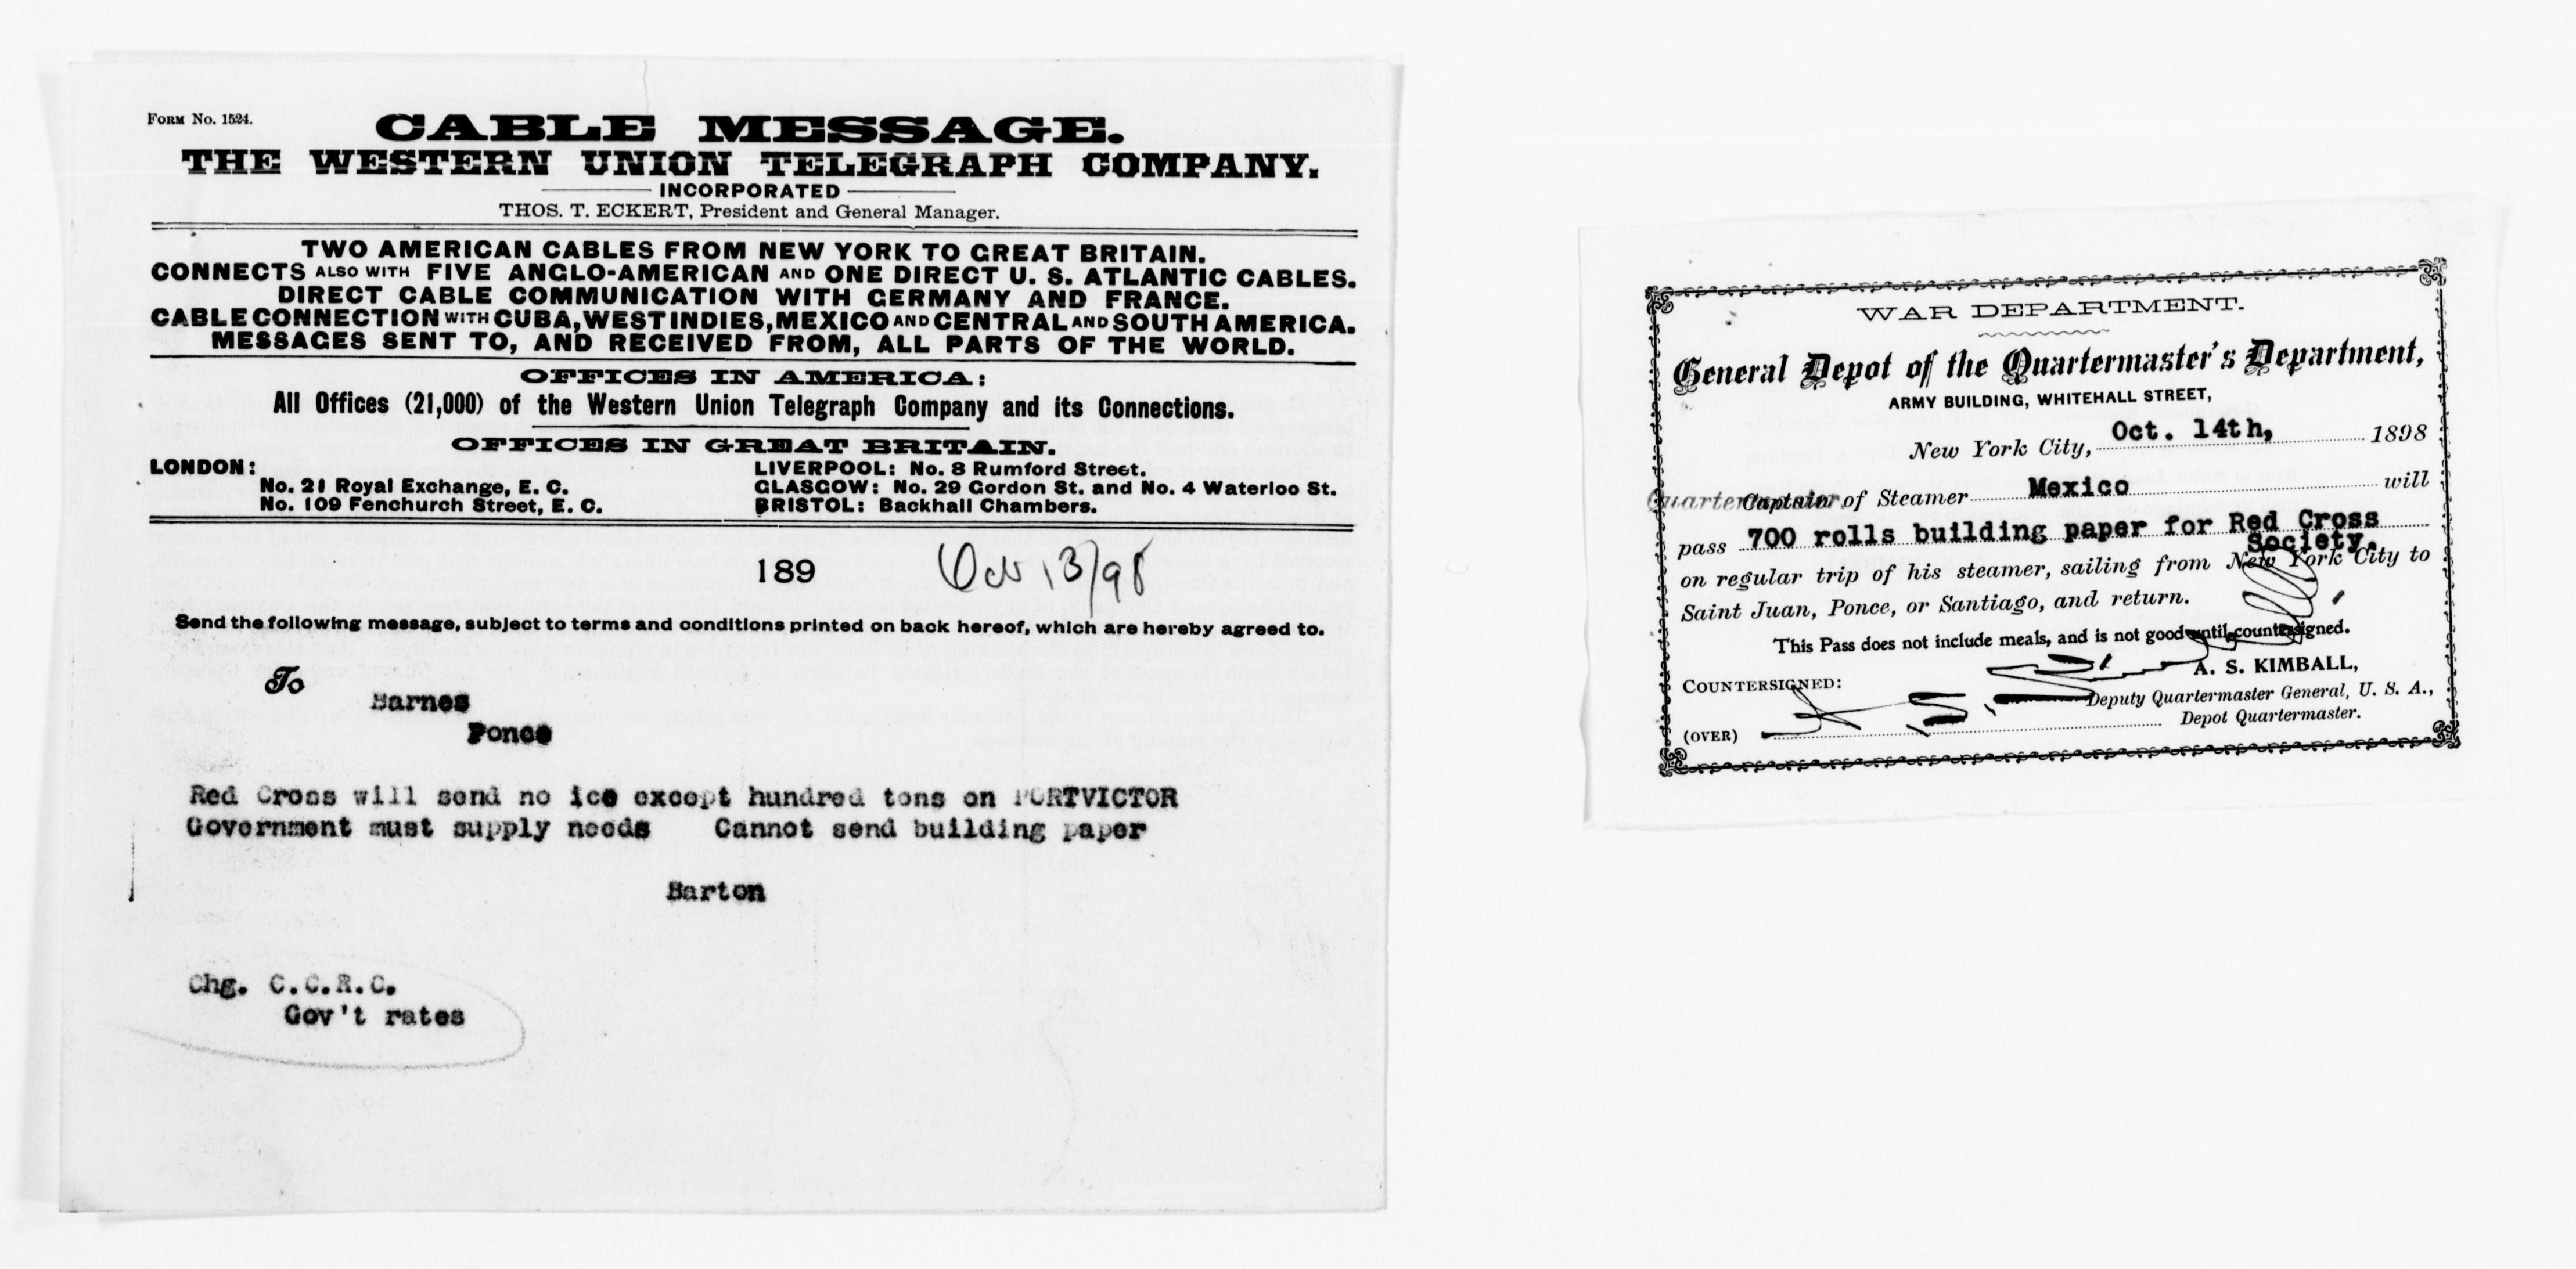 Form No. 1524.
CABLE MESSAGE.
THE WESTERN UNION TELEGRAPH COMPANY.
INCORPORATED
THOS. T. ECKERT, President and General Manager.
TWO AMERICAN CABLES FROM NEW YORK TO GREAT BRITAIN.
CONNECTS ALSO WITH FIVE ANGLO-AMERICAN AND ONE DIRECT U. S. ATLANTIC CABLES.
DIRECT CABLE COMMUNICATION WITH GERMANY AND FRANCE.
CABLE CONNECTION WITH CUBA, WEST INDIES, MEXICO AND CENTRAL AND SOUTH AMERICA.
MESSAGES SENT TO, AND RECEIVED FROM, ALL PARTS OF THE WORLD.
OFFICES IN AMERICA:
All Offices (21,000) of the Western Union Telegraph Company and its Connections.
OFFICES IN GREAT BRITAIN.
LONDON:
No. 21 Royal Exchange, E. C.
No. 109 Fenchurch Street, E. C.
LIVERPOOL: No. 8 Rumford Street.
GLASGOW: No. 29 Gordon St. and No. 4 Waterloo St.
BRISTOL: Backhall Chambers.
189 Oct 13/98
Send the following message, subject to terms and conditions printed on back hereof, which are hereby agreed to.
To
Barnes
Ponce
Red Cross will send no ice except hundred tons on PORTVICTOR
Government must supply needs Cannot send building paper
Barton
Chg. C.C.R.C.
Gov't rates
WAR DEPARTMENT.
General Depot of the Quartermaster's Department,
ARMY BUILDING, WHITEHALL STREET,
New York City, Oct. 14th, 1898
Quartermaster Captain of Steamer Mexico will
pass 700 rolls building paper for Red Cross
Society.
on regular trip of his steamer, sailing from New York City to
Saint Juan, Ponce, or Santiago, and return.
This Pass does not include meals, and is not good until countersigned.
A. S. KIMBALL,
COUNTERSIGNED:
Deputy Quartermaster General, U. S. A.,
Depot Quartermaster.
(OVER)